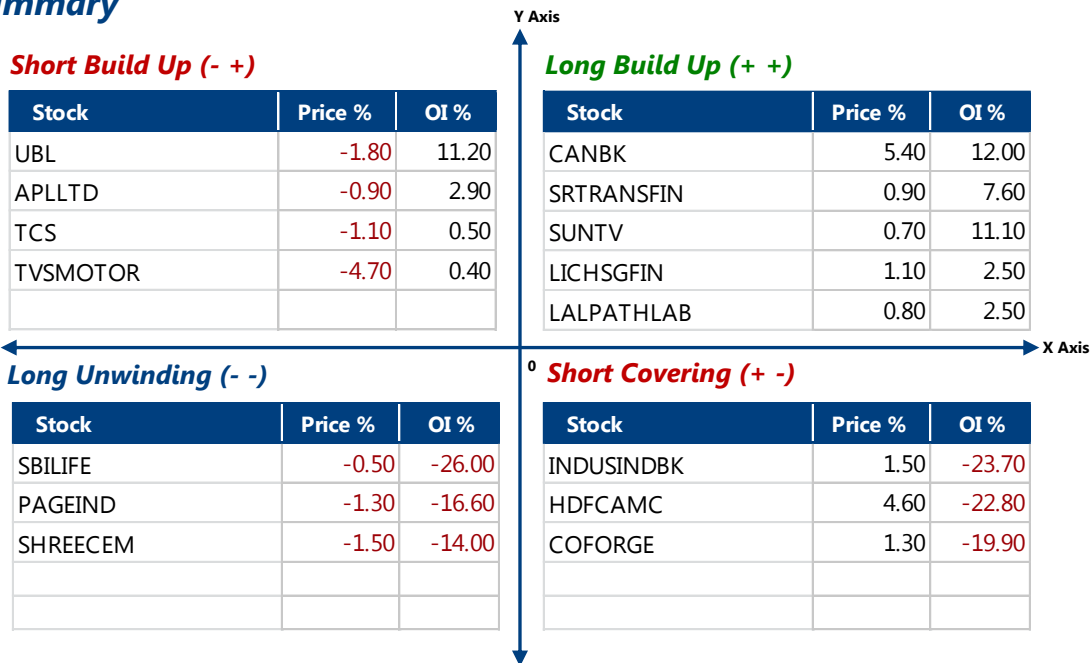 Y Axis
Short Build Up (- +)
Stock Price % OI %
UBL -1.80 11.20
APLLTD -0.90 2.90
TCS -1.10 0.50
TVSMOTOR -4.70 0.40
Long Build Up (+ +)
Stock Price % OI %
CANBK 5.40 12.00
SRTRANSFIN 0.90 7.60
SUNTV 0.70 11.10
LICHSGFIN 1.10 2.50
LALPATHLAB 0.80 2.50
X Axis
0
Long Unwinding (- -)
Stock Price % OI %
SBILIFE -0.50 -26.00
PAGEIND -1.30 -16.60
SHREECEM -1.50 -14.00
Short Covering (+ -)
Stock Price % OI %
INDUSINDBK 1.50 -23.70
HDFCAMC 4.60 -22.80
COFORGE 1.30 -19.90